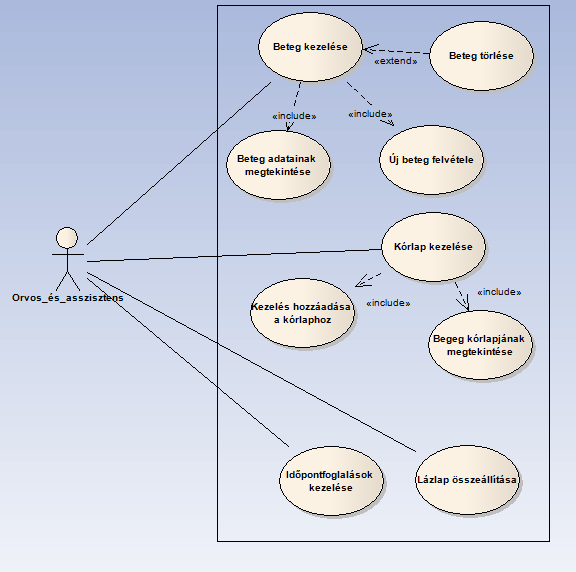 Beteg kezelése
Beteg törlése
«extend»
«include»
«include»
Beteg adatainak
megtekintése
Új beteg felvétele
Kórlap kezelése
Orvos_és_asszisztens
Kezelés hozzáadása
a kórlaphoz
«include»
«include»
Begeg kórlapjának
megtekintése
Időpontfoglalások
kezelése
Lázlap összeállítása